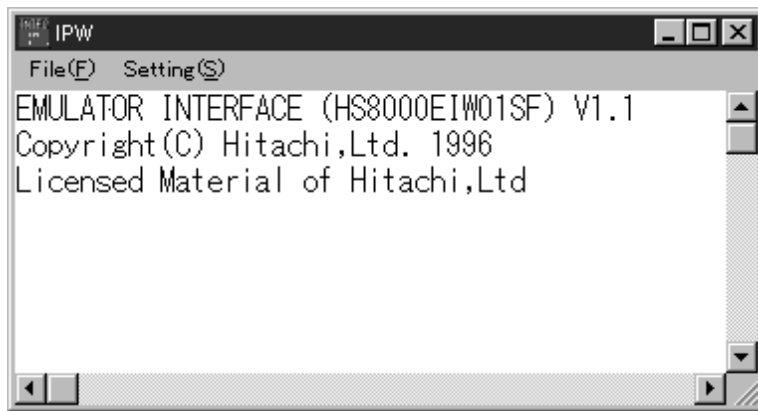 IPW
File(F) Setting(S)
EMULATOR INTERFACE (HS8000EIW01SF) V1.1
Copyright(C) Hitachi,Ltd. 1996
Licensed Material of Hitachi,Ltd